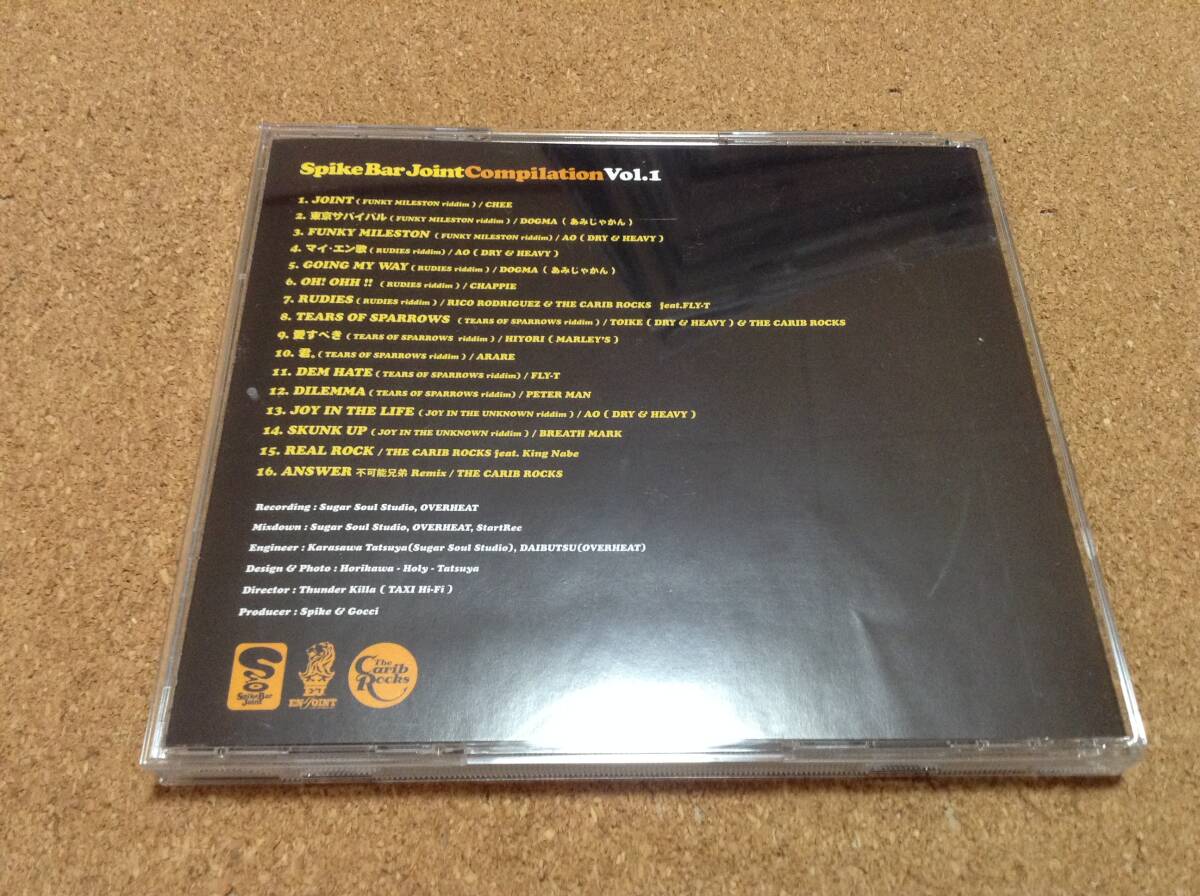 Spike Bar Joint Compilation Vol.1
1. JOINT ( FUNKY MILESTON riddim ) / CHEE
2. 東京サバイバル ( FUNKY MILESTON riddim ) / DOGMA ( あみじゃかん )
3. FUNKY MILESTON ( FUNKY MILESTON riddim) / AO ( DRY & HEAVY )
4. マイ・エン歌 ( RUDIES riddim) / AO ( DRY & HEAVY )
5. GOING MY WAY ( RUDIES riddim ) / DOGMA ( あみじゃかん )
6. OH! OHH !! ( RUDIES riddim ) / CHAPPIE
7. RUDIES ( RUDIES riddim ) / RICO RODRIGUEZ & THE CARIB ROCKS feat.FLY-T
8. TEARS OF SPARROWS ( TEARS OF SPARROWS riddim ) / TOIKE ( DRY & HEAVY ) & THE CARIB ROCKS
9. 愛すべき ( TEARS OF SPARROWS riddim ) / HIYORI ( MARLEY'S )
10. 君。( TEARS OF SPARROWS riddim ) / ARARE
11. DEM HATE ( TEARS OF SPARROWS riddim) / FLY-T
12. DILEMMA ( TEARS OF SPARROWS riddim) / PETER MAN
13. JOY IN THE LIFE ( JOY IN THE UNKNOWN riddim ) / AO ( DRY & HEAVY )
14. SKUNK UP ( JOY IN THE UNKNOWN riddim ) / BREATH MARK
15. REAL ROCK / THE CARIB ROCKS feat. King Nabe
16. ANSWER 不可能兄弟 Remix / THE CARIB ROCKS
Recording : Sugar Soul Studio, OVERHEAT
Mixdown : Sugar Soul Studio, OVERHEAT, StartRec
Engineer : Karasawa Tatsuya(Sugar Soul Studio), DAIBUTSU(OVERHEAT)
Design & Photo : Horikawa - Holy - Tatsuya
Director : Thunder Killa ( TAXI Hi-Fi )
Producer : Spike & Gocci
Spike Bar
Joint
EN-JOINT
The
Carib
Rocks